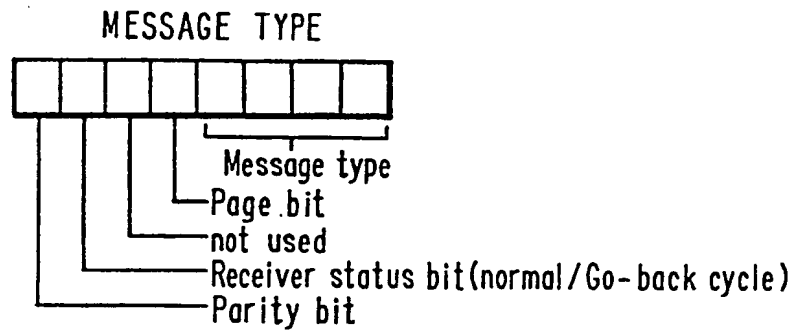 MESSAGE TYPE
Message type
Page bit
not used
Receiver status bit(normal/Go-back cycle)
Parity bit